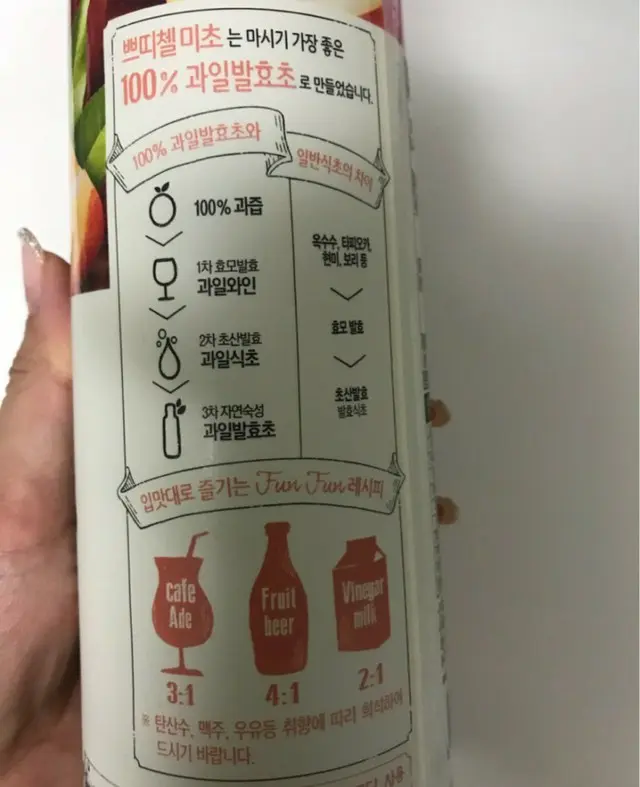 쁘띠첼 미초는 마시기 가장 좋은
100% 과일발효초로 만들었습니다.
100% 과일발효초와
일반식초의 차이
100% 과즙
1차 효모발효
과일와인
2차 초산발효
과일식초
3차 자연숙성
과일발효초
옥수수, 타피오카,
현미, 보리 등
효모 발효
초산발효
발효식초
입맛대로 즐기는 Fun Fun 레시피
cafe
Ade
3:1
Fruit
beer
4:1
Vinegar
milk
2:1
※ 탄산수, 맥주, 우유등 취향에 따라 희석하여
드시기 바랍니다.
사용